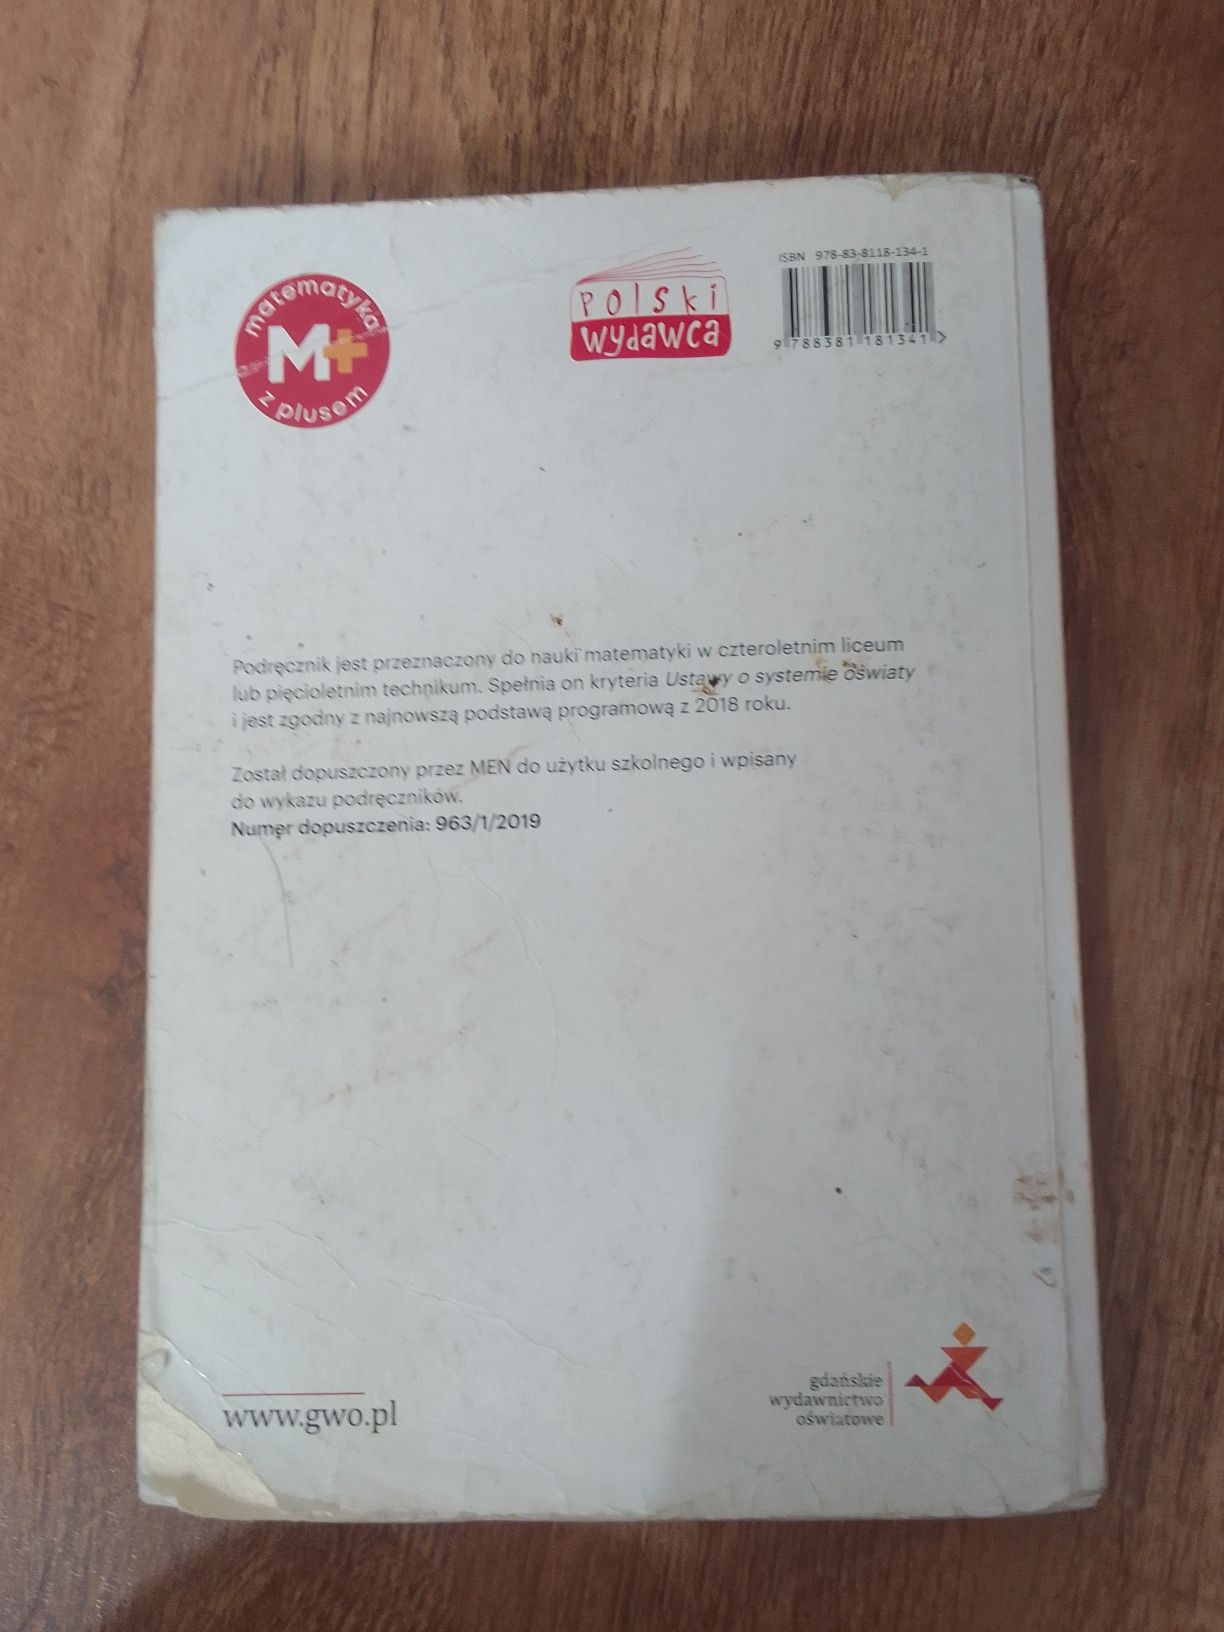 matematyka
M+
z plusem
POLSKI
wydawca
ISBN 978-83-8118-134-1
9 788381 181341 >
Podręcznik jest przeznaczony do nauki matematyki w czteroletnim liceum
lub pięcioletnim technikum. Spełnia on kryteria Ustawy o systemie oświaty
i jest zgodny z najnowszą podstawą programową z 2018 roku.
Został dopuszczony przez MEN do użytku szkolnego i wpisany
do wykazu podręczników.
Numer dopuszczenia: 963/1/2019
www.gwo.pl
gdańskie
wydawnictwo
oświatowe